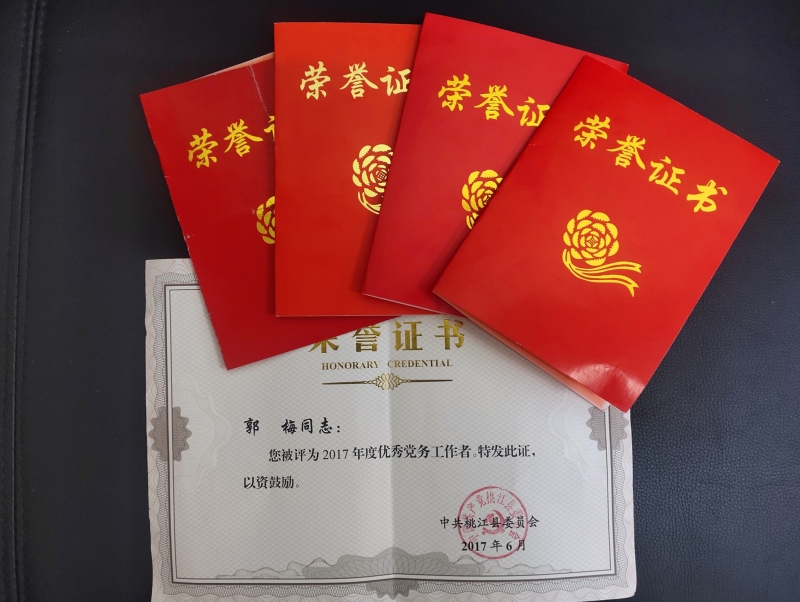 荣誉证
荣誉证
荣誉证
荣誉证书
荣誉证书
HONORARY CREDENTIAL
郭 梅同志：
您被评为2017年度优秀党务工作者。特发此证，
以资鼓励。
中共桃江县委员会
2017年6月